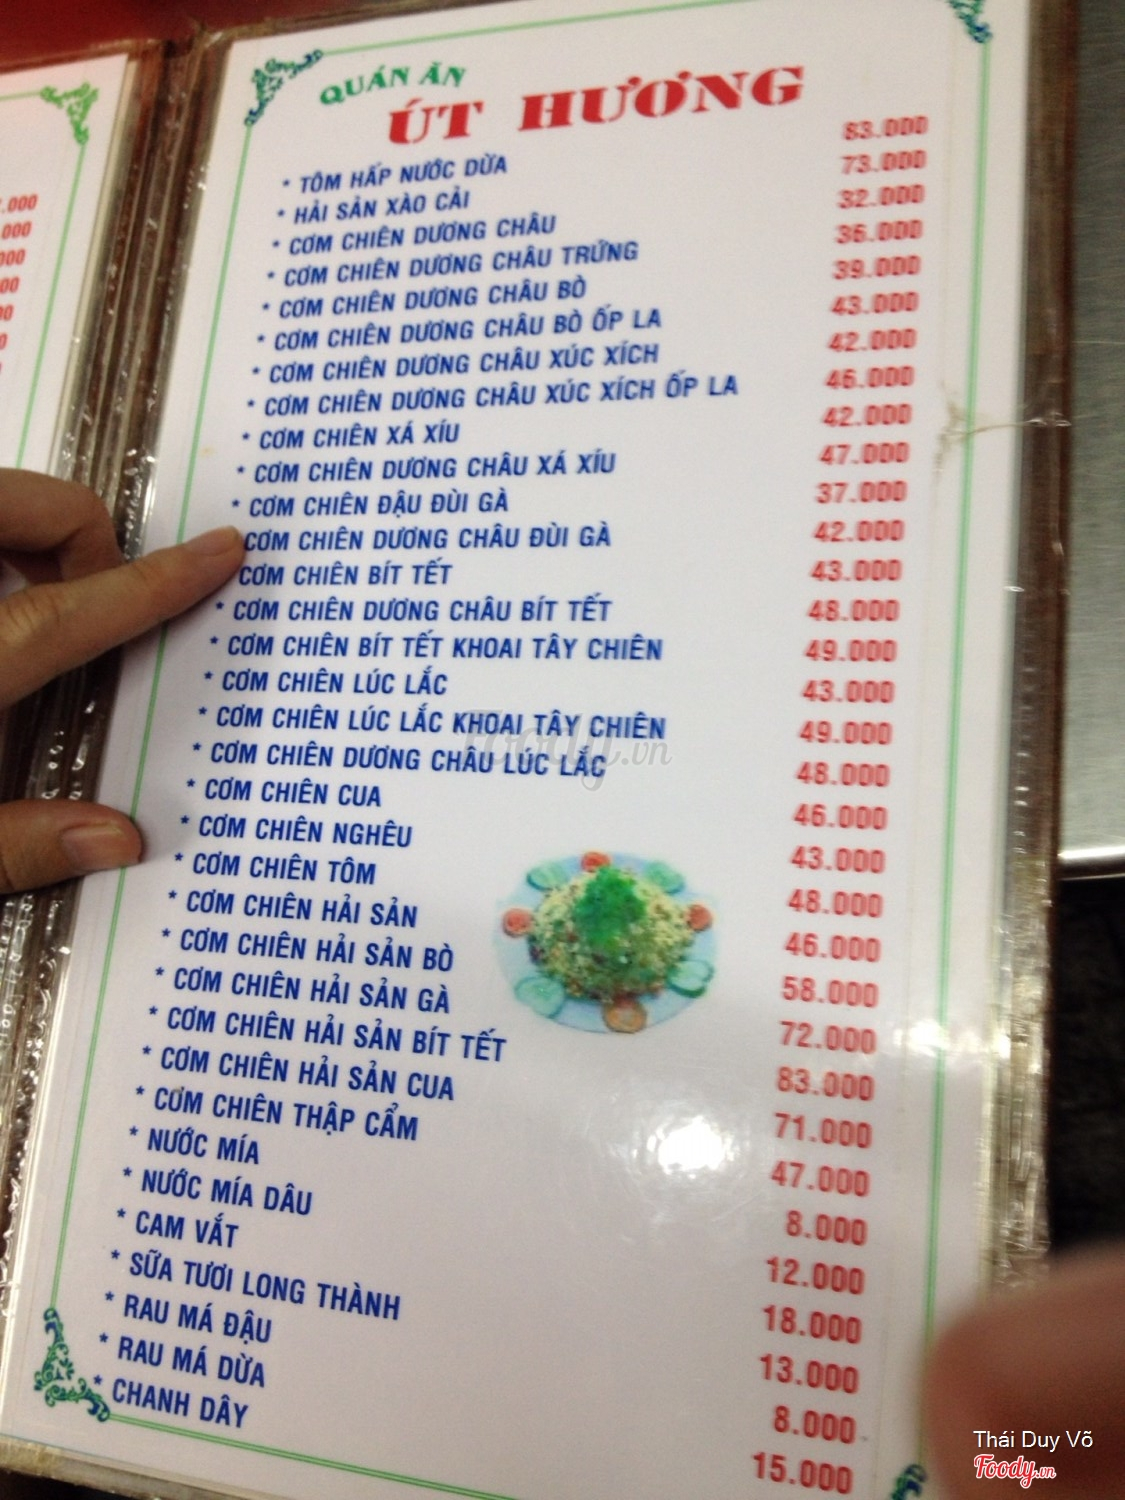 QUÁN ĂN
ÚT HƯƠNG
* TÔM HẤP NƯỚC DỪA 83.000
* HẢI SẢN XÀO CẢI 73.000
* CƠM CHIÊN DƯƠNG CHÂU 32.000
* CƠM CHIÊN DƯƠNG CHÂU TRỨNG 36.000
* CƠM CHIÊN DƯƠNG CHÂU BÒ 39.000
* CƠM CHIÊN DƯƠNG CHÂU BÒ ỐP LA 43.000
* CƠM CHIÊN DƯƠNG CHÂU XÚC XÍCH 42.000
* CƠM CHIÊN DƯƠNG CHÂU XÚC XÍCH ỐP LA 46.000
* CƠM CHIÊN XÁ XÍU 42.000
* CƠM CHIÊN DƯƠNG CHÂU XÁ XÍU 47.000
* CƠM CHIÊN ĐẬU ĐÙI GÀ 37.000
CƠM CHIÊN DƯƠNG CHÂU ĐÙI GÀ 42.000
CƠM CHIÊN BÍT TẾT 43.000
* CƠM CHIÊN DƯƠNG CHÂU BÍT TẾT 48.000
* CƠM CHIÊN BÍT TẾT KHOAI TÂY CHIÊN 49.000
* CƠM CHIÊN LÚC LẮC 43.000
* CƠM CHIÊN LÚC LẮC KHOAI TÂY CHIÊN 49.000
* CƠM CHIÊN DƯƠNG CHÂU LÚC LẮC 48.000
* CƠM CHIÊN CUA 46.000
* CƠM CHIÊN NGHÊU 43.000
* CƠM CHIÊN TÔM 48.000
* CƠM CHIÊN HẢI SẢN 46.000
* CƠM CHIÊN HẢI SẢN BÒ 58.000
* CƠM CHIÊN HẢI SẢN GÀ 72.000
* CƠM CHIÊN HẢI SẢN BÍT TẾT 83.000
* CƠM CHIÊN HẢI SẢN CUA 71.000
* CƠM CHIÊN THẬP CẨM 47.000
* NƯỚC MÍA 8.000
* NƯỚC MÍA DÂU 12.000
* CAM VẮT 18.000
* SỮA TƯƠI LONG THÀNH 13.000
* RAU MÁ ĐẬU 8.000
* RAU MÁ DỪA 15.000
* CHANH DÂY
Foody.vn
Thái Duy Võ
Foody.vn